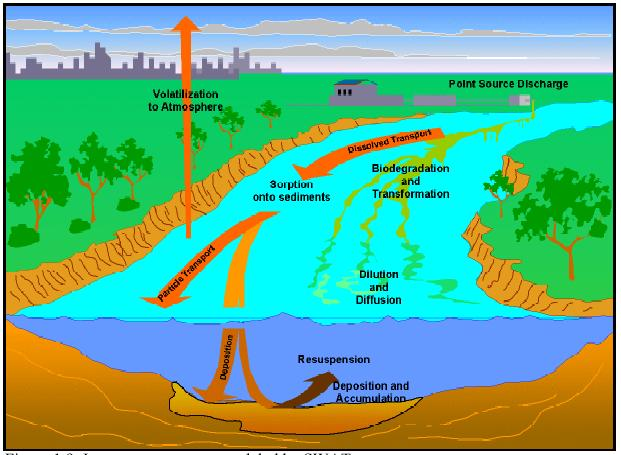 Point Source Discharge
Volatilization
to Atmosphere
Dissolved Transport
Biodegradation
and
Transformation
Sorption
onto sediments
Particle Transport
Dilution
and
Diffusion
Deposition
Resuspension
Deposition and
Accumulation